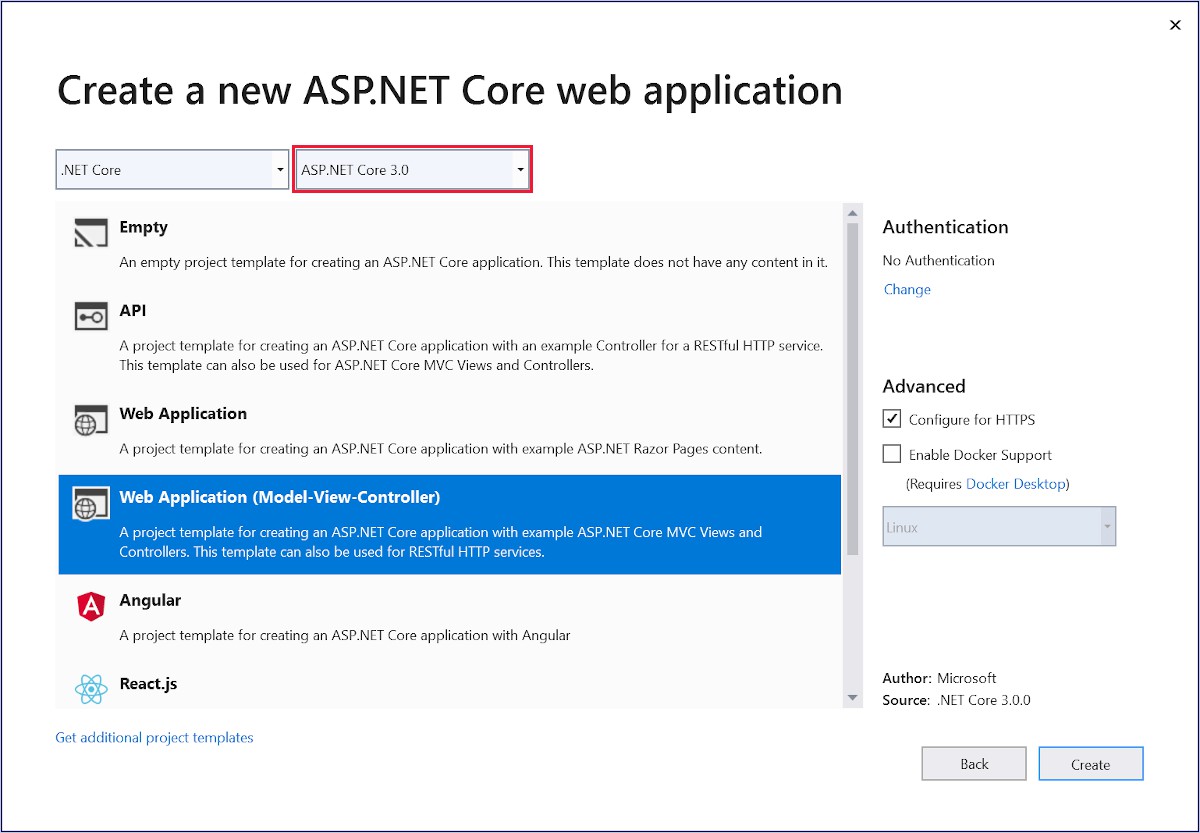 Create a new ASP.NET Core web application
.NET Core
ASP.NET Core 3.0
Empty
An empty project template for creating an ASP.NET Core application. This template does not have any content in it.
API
A project template for creating an ASP.NET Core application with an example Controller for a RESTful HTTP service.
This template can also be used for ASP.NET Core MVC Views and Controllers.
Web Application
A project template for creating an ASP.NET Core application with example ASP.NET Razor Pages content.
Web Application (Model-View-Controller)
A project template for creating an ASP.NET Core application with example ASP.NET Core MVC Views and
Controllers. This template can also be used for RESTful HTTP services.
Angular
A project template for creating an ASP.NET Core application with Angular
React.js
Get additional project templates
Authentication
No Authentication
Change
Advanced
Configure for HTTPS
Enable Docker Support
(Requires Docker Desktop)
Linux
Author: Microsoft
Source: .NET Core 3.0.0
Back
Create